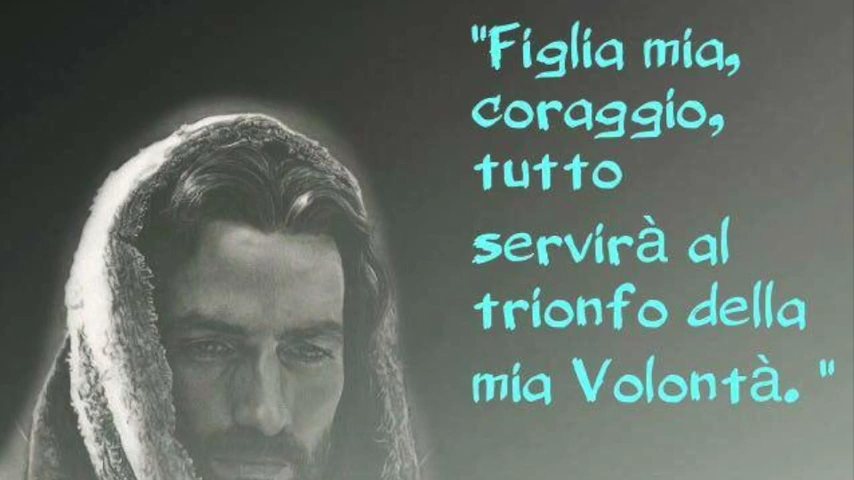 "Figlia mia,
coraggio,
tutto
servirà al
trionfo della
mia Volontà. "